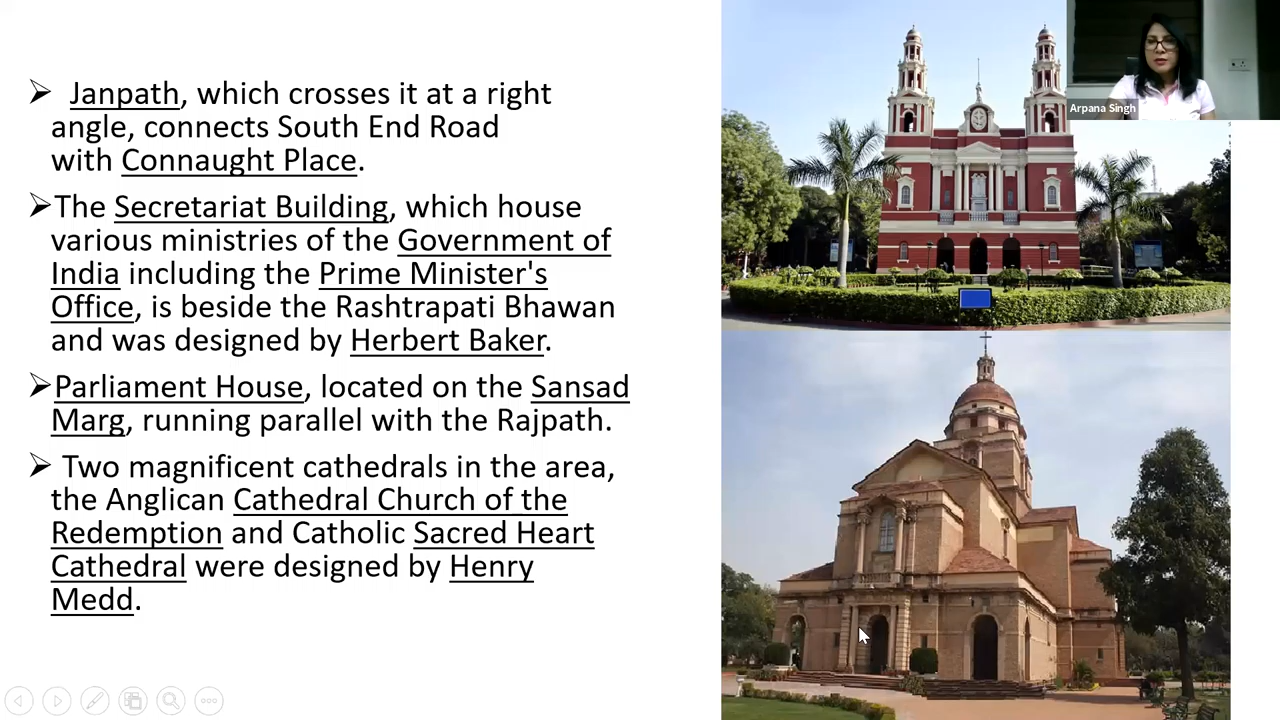 ➢ Janpath, which crosses it at a right
angle, connects South End Road
with Connaught Place.
➢The Secretariat Building, which house
various ministries of the Government of
India including the Prime Minister's
Office, is beside the Rashtrapati Bhawan
and was designed by Herbert Baker.
➢Parliament House, located on the Sansad
Marg, running parallel with the Rajpath.
➢ Two magnificent cathedrals in the area,
the Anglican Cathedral Church of the
Redemption and Catholic Sacred Heart
Cathedral were designed by Henry
Medd.
Arpana Singh